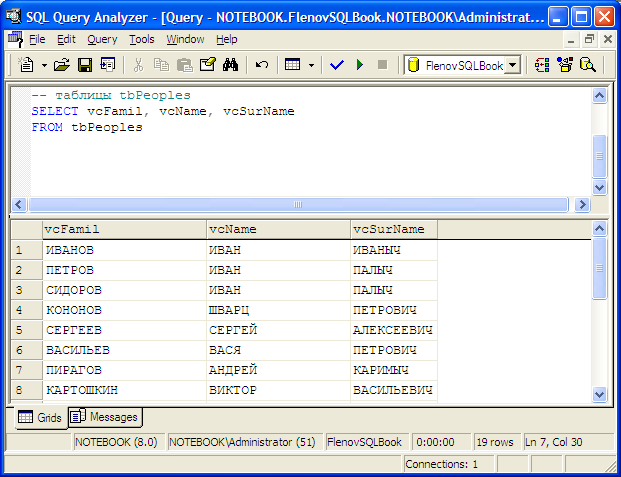 SQL Query Analyzer - [Query - NOTEBOOK.FlenovSQLBook.NOTEBOOK\Administrat...
File Edit Query Tools Window Help
FlenovSQLBook
-- таблицы tbPeoples
SELECT vcFamil, vcName, vcSurName
FROM tbPeoples
vcFamil vcName vcSurName
1 ИВАНОВ ИВАН ИВАНЫЧ
2 ПЕТРОВ ИВАН ПАЛЫЧ
3 СИДОРОВ ИВАН ПАЛЫЧ
4 КОНОНОВ ШВАРЦ ПЕТРОВИЧ
5 СЕРГЕЕВ СЕРГЕЙ АЛЕКСЕЕВИЧ
6 ВАСИЛЬЕВ ВАСЯ ПЕТРОВИЧ
7 ПИРАГОВ АНДРЕЙ КАРИМЫЧ
8 КАРТОШКИН ВИКТОР ВАСИЛЬЕВИЧ
Grids Messages
NOTEBOOK (8.0) NOTEBOOK\Administrator (51) FlenovSQLBook 0:00:00 19 rows Ln 7, Col 30
Connections: 1